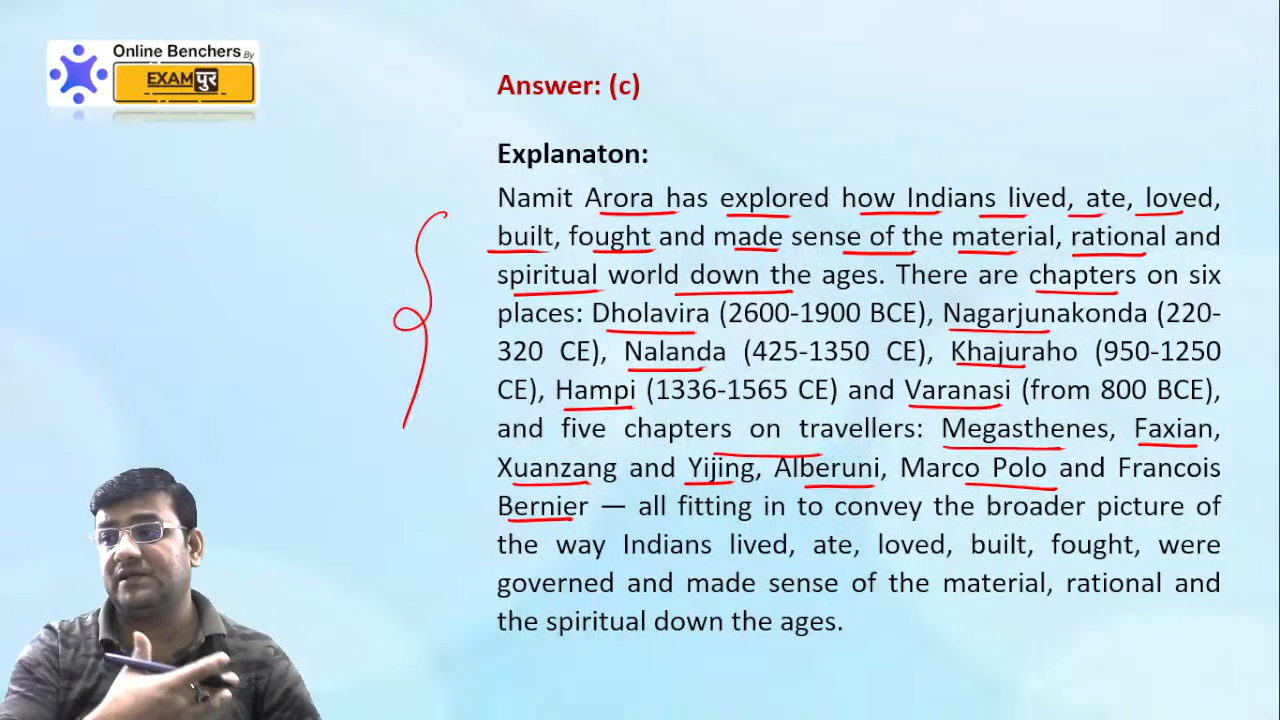 Online Benchers By
EXAMपुर
Answer: (c)
Explanaton:
Namit Arora has explored how Indians lived, ate, loved,
built, fought and made sense of the material, rational and
spiritual world down the ages. There are chapters on six
places: Dholavira (2600-1900 BCE), Nagarjunakonda (220-
320 CE), Nalanda (425-1350 CE), Khajuraho (950-1250
CE), Hampi (1336-1565 CE) and Varanasi (from 800 BCE),
and five chapters on travellers: Megasthenes, Faxian,
Xuanzang and Yijing, Alberuni, Marco Polo and Francois
Bernier — all fitting in to convey the broader picture of
the way Indians lived, ate, loved, built, fought, were
governed and made sense of the material, rational and
the spiritual down the ages.